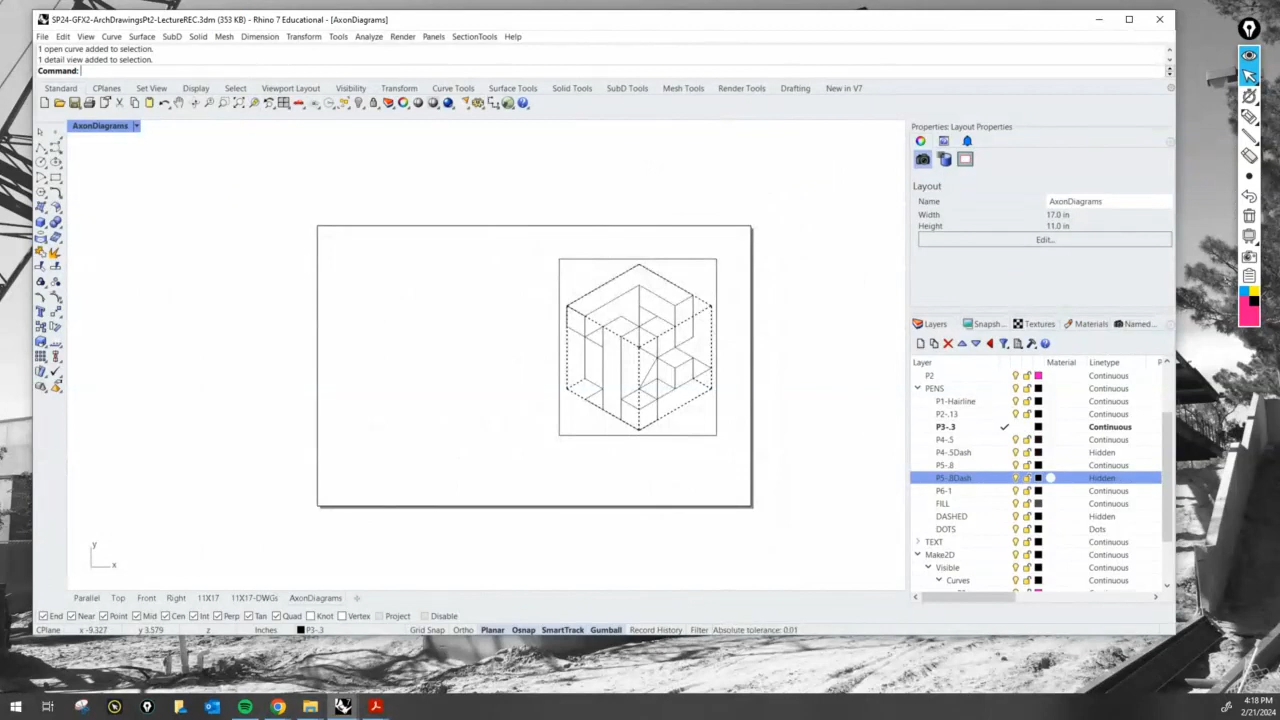 SP24-GFX2-ArchDrawingsPt2-LectureREC.3dm (353 KB) - Rhino 7 Educational - [AxonDiagrams]
File Edit View Curve Surface SubD Solid Mesh Dimension Transform Tools Analyze Render Panels SectionTools Help
1 open curve added to selection.
1 detail view added to selection.
Command:
Standard CPlanes Set View Display Select Viewport Layout Visibility Transform Curve Tools Surface Tools Solid Tools SubD Tools Mesh Tools Render Tools Drafting New in V7
AxonDiagrams
Properties: Layout Properties
Layout
Name AxonDiagrams
Width 17.0 in
Height 11.0 in
Edit...
Layers Snapsh... Textures Materials Named...
Layer Material Linetype P
P2 Continuous
PENS Continuous
P1-Hairline Continuous
P2-.13 Continuous
P3-.3 Continuous
P4-.5 Continuous
P4-.5Dash Hidden
P5-.8 Continuous
P5-.8Dash Hidden
P6-1 Continuous
FILL Continuous
DASHED Hidden
DOTS Dots
TEXT Continuous
Make2D Continuous
Visible Continuous
Curves Continuous
y
x
Parallel Top Front Right 11X17 11X17-DWGs AxonDiagrams
End Near Point Mid Cen Int Perp Tan Quad Knot Vertex Project Disable
CPlane x -9.327 y 3.579 z Inches P3-.3 Grid Snap Ortho Planar Osnap SmartTrack Gumball Record History Filter Absolute tolerance: 0.01
4:18 PM
2/21/2024